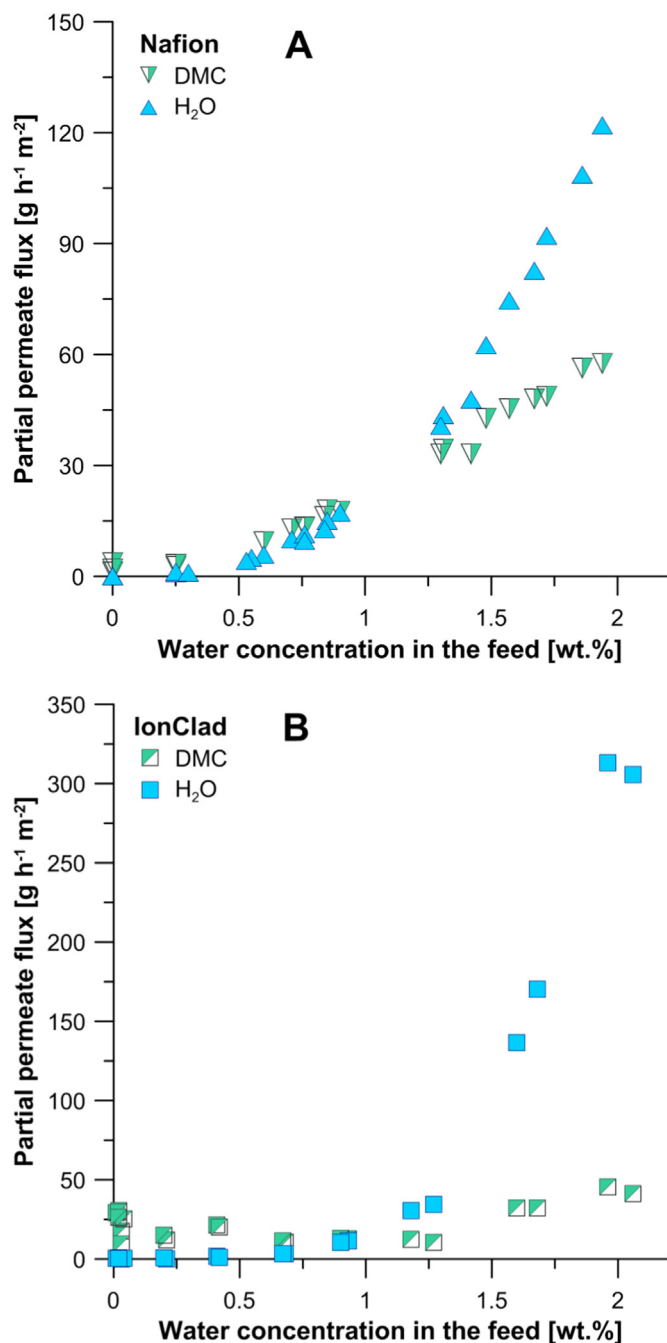 A
Nafion
DMC
H₂O
Partial permeate flux [g h⁻¹ m⁻²]
150
120
90
60
30
0
0 0.5 1 1.5 2
Water concentration in the feed [wt.%]
B
IonClad
DMC
H₂O
Partial permeate flux [g h⁻¹ m⁻²]
350
300
250
200
150
100
50
0
0 0.5 1 1.5 2
Water concentration in the feed [wt.%]